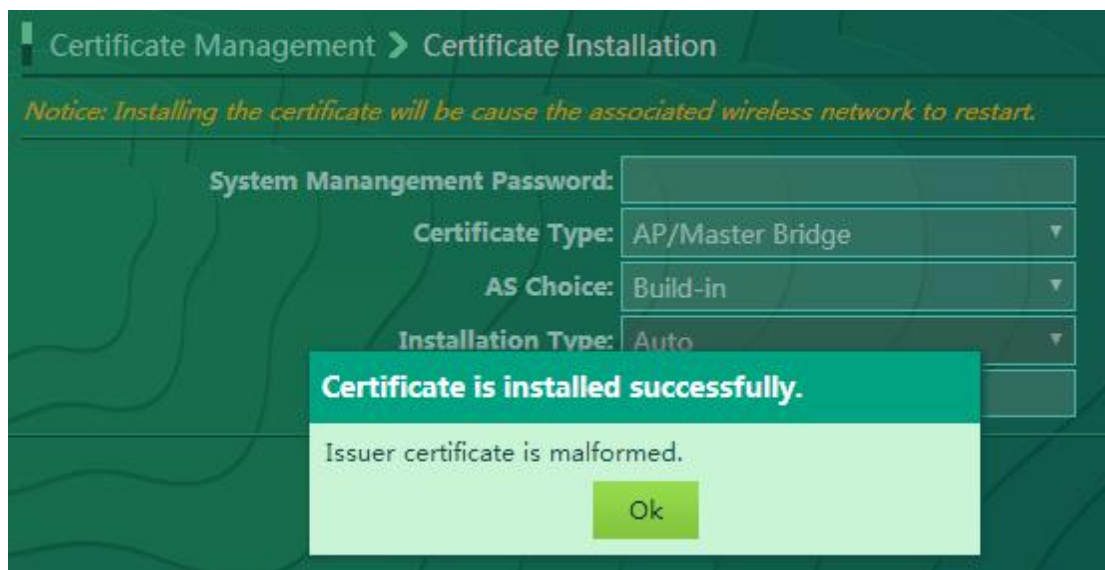 Certificate Management > Certificate Installation
Notice: Installing the certificate will be cause the associated wireless network to restart.
System Manangement Password:
Certificate Type: AP/Master Bridge
AS Choice: Build-in
Installation Type: Auto
Certificate is installed successfully.
Issuer certificate is malformed.
Ok